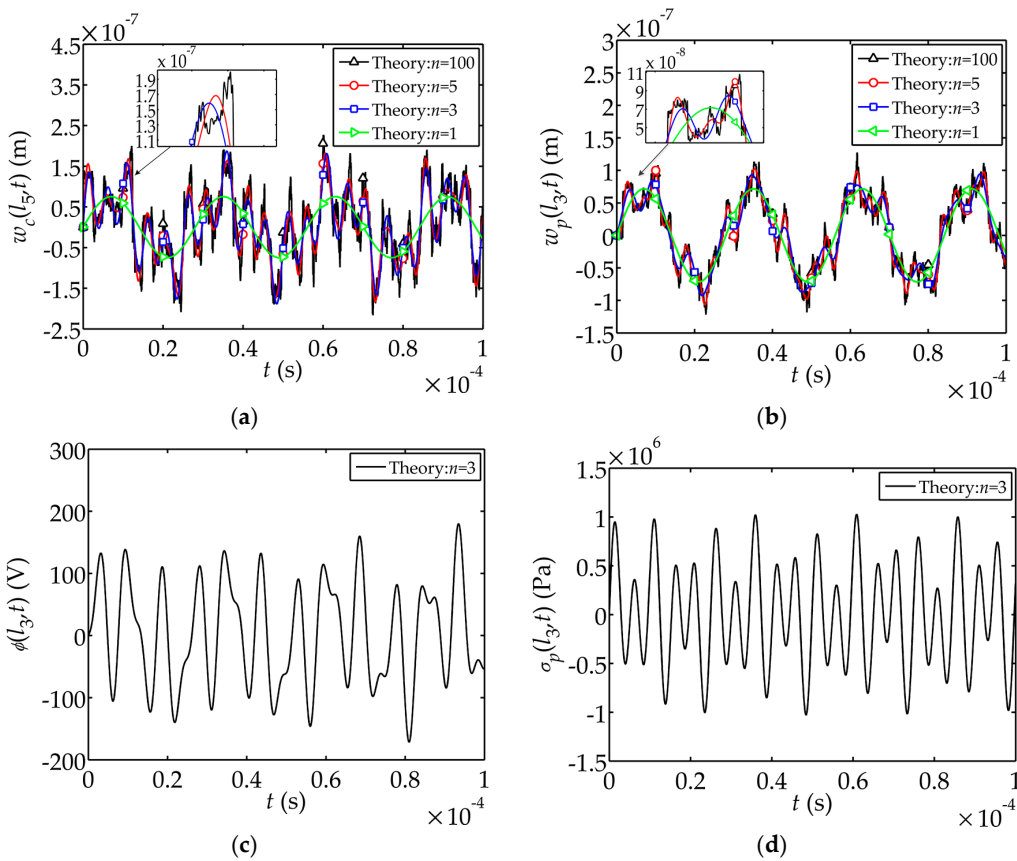 ×10⁻⁷
4.5
3.5
2.5
1.5
0.5
-0.5
-1.5
-2.5
w_c(l_5,t) (m)
×10⁻⁷
1.9
1.7
1.5
1.3
1.1
Theory:n=100
Theory:n=5
Theory:n=3
Theory:n=1
0 0.2 0.4 0.6 0.8 1
t (s)
×10⁻⁴
(a)
×10⁻⁷
3
2.5
2
1.5
1
0.5
0
-0.5
-1
-1.5
w_p(l_3,t) (m)
×10⁻⁸
11
9
7
5
Theory:n=100
Theory:n=5
Theory:n=3
Theory:n=1
0 0.2 0.4 0.6 0.8 1
t (s)
×10⁻⁴
(b)
300
200
100
0
-100
-200
ϕ(l_3,t) (V)
Theory:n=3
0 0.2 0.4 0.6 0.8 1
t (s)
×10⁻⁴
(c)
×10⁶
1.5
1
0.5
0
-0.5
-1
-1.5
σ_p(l_3,t) (Pa)
Theory:n=3
0 0.2 0.4 0.6 0.8 1
t (s)
×10⁻⁴
(d)